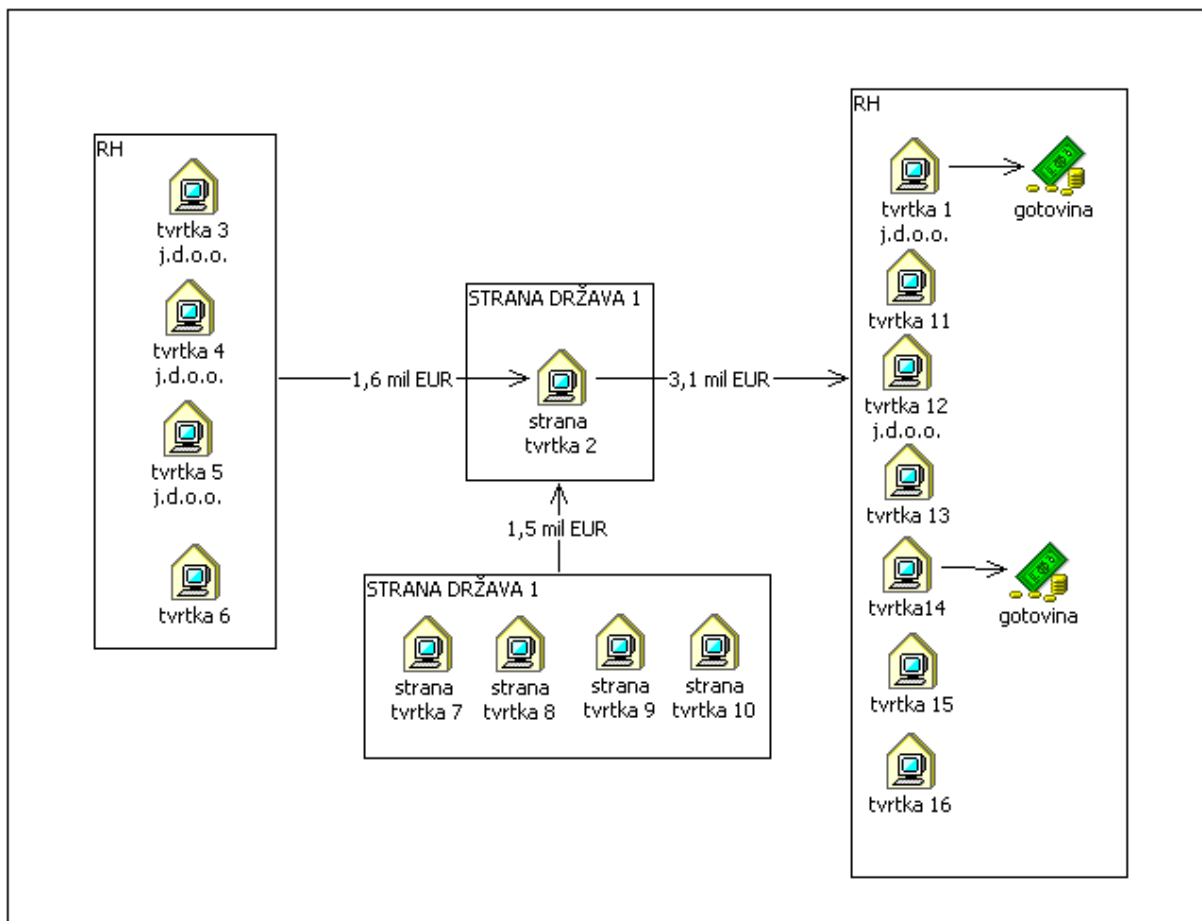 RH
tvrtka 3
j.d.o.o.
tvrtka 4
j.d.o.o.
tvrtka 5
j.d.o.o.
tvrtka 6
1,6 mil EUR
STRANA DRŽAVA 1
strana
tvrtka 2
3,1 mil EUR
1,5 mil EUR
STRANA DRŽAVA 1
strana
tvrtka 7
strana
tvrtka 8
strana
tvrtka 9
strana
tvrtka 10
RH
tvrtka 1
j.d.o.o.
gotovina
tvrtka 11
tvrtka 12
j.d.o.o.
tvrtka 13
tvrtka14
gotovina
tvrtka 15
tvrtka 16